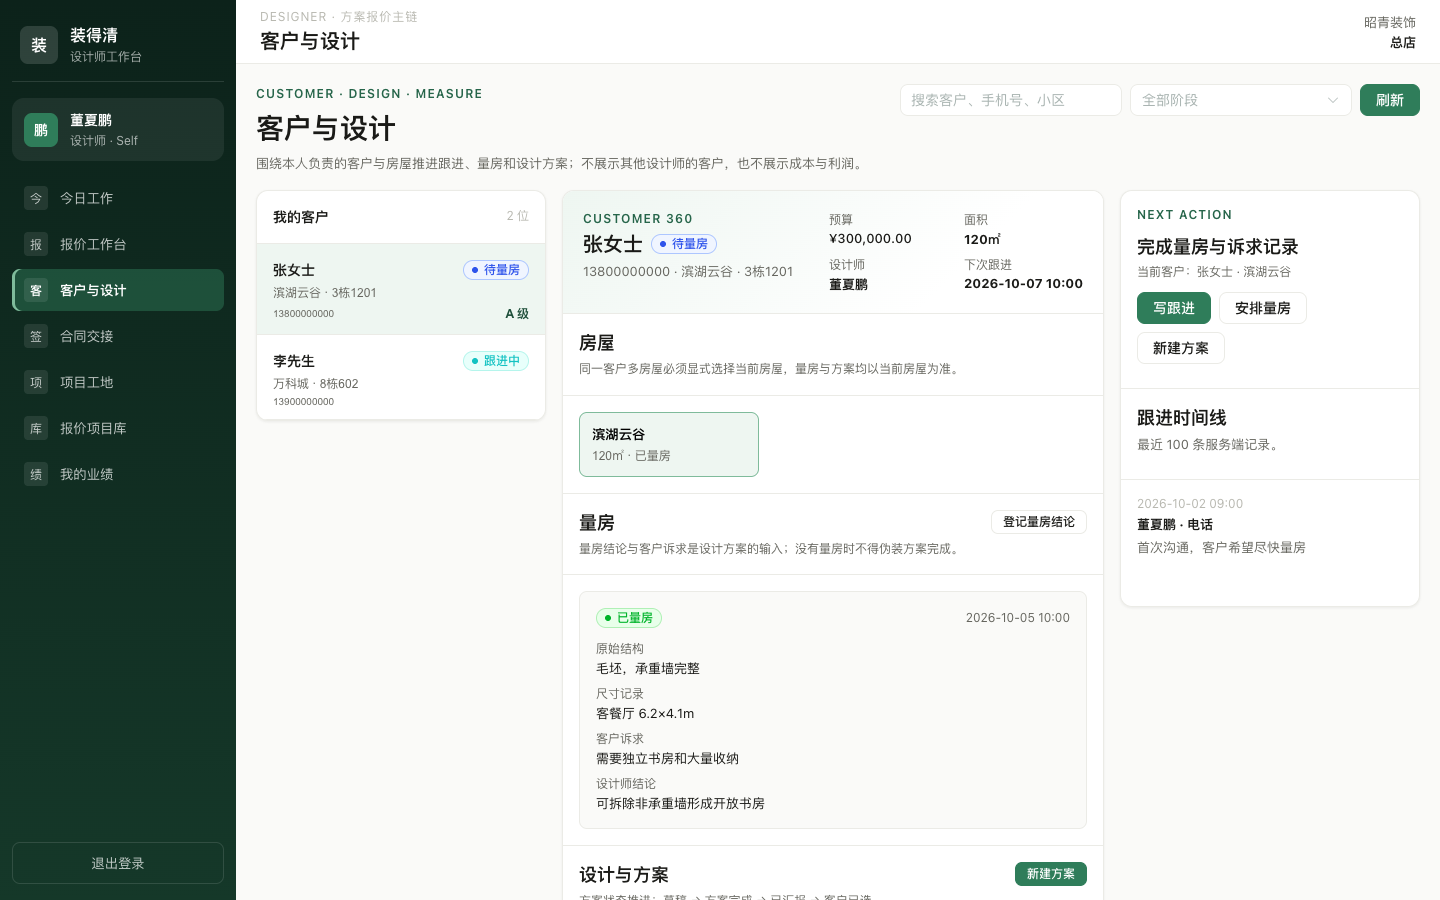 装
装得清
设计师工作台
鹏
董夏鹏
设计师 · Self
今 今日工作
报 报价工作台
客 客户与设计
签 合同交接
项 项目工地
库 报价项目库
绩 我的业绩
退出登录
DESIGNER · 方案报价主链
客户与设计
昭青装饰
总店
CUSTOMER · DESIGN · MEASURE
客户与设计
围绕本人负责的客户与房屋推进跟进、量房和设计方案；不展示其他设计师的客户，也不展示成本与利润。
搜索客户、手机号、小区
全部阶段
刷新
我的客户 2 位
张女士 待量房
滨湖云谷 · 3栋1201
13800000000 A 级
李先生 跟进中
万科城 · 8栋602
13900000000
CUSTOMER 360
张女士 待量房
13800000000 · 滨湖云谷 · 3栋1201
预算
¥300,000.00
面积
120㎡
设计师
董夏鹏
下次跟进
2026-10-07 10:00
房屋
同一客户多房屋必须显式选择当前房屋，量房与方案均以当前房屋为准。
滨湖云谷
120㎡ · 已量房
量房
登记量房结论
量房结论与客户诉求是设计方案的输入；没有量房时不得伪装方案完成。
已量房 2026-10-05 10:00
原始结构
毛坯，承重墙完整
尺寸记录
客餐厅 6.2×4.1m
客户诉求
需要独立书房和大量收纳
设计师结论
可拆除非承重墙形成开放书房
设计与方案
新建方案
方案状态推进：草稿 → 方案完成 → 已汇报 → 客户已选
NEXT ACTION
完成量房与诉求记录
当前客户：张女士 · 滨湖云谷
写跟进 安排量房
新建方案
跟进时间线
最近 100 条服务端记录。
2026-10-02 09:00
董夏鹏 · 电话
首次沟通，客户希望尽快量房